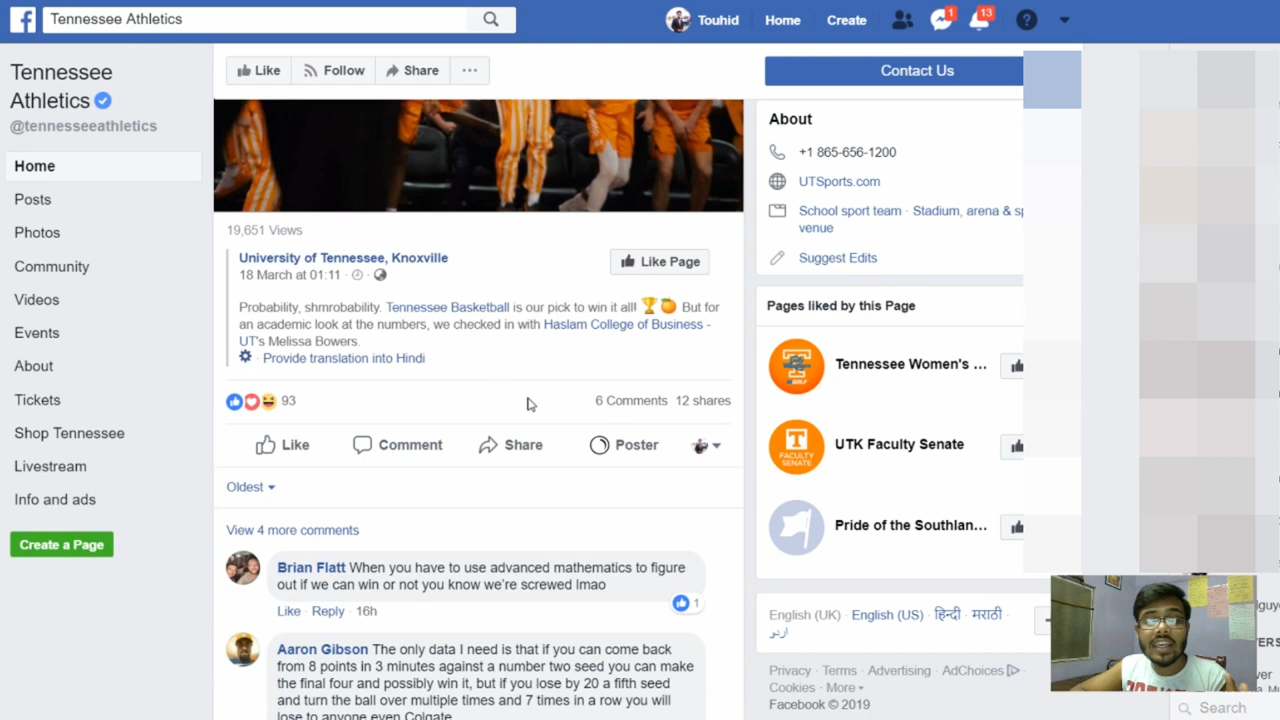 Tennessee Athletics
Touhid
Home
Create
1
13
Tennessee
Athletics
@tennesseeathletics
Home
Posts
Photos
Community
Videos
Events
About
Tickets
Shop Tennessee
Livestream
Info and ads
Create a Page
Like
Follow
Share
Contact Us
19,651 Views
University of Tennessee, Knoxville
18 March at 01:11
Like Page
Probability, shmrobability. Tennessee Basketball is our pick to win it all! 🏆🍊 But for
an academic look at the numbers, we checked in with Haslam College of Business -
UT's Melissa Bowers.
Provide translation into Hindi
93
6 Comments 12 shares
Like
Comment
Share
Poster
Oldest
View 4 more comments
Brian Flatt When you have to use advanced mathematics to figure
out if we can win or not you know we're screwed lmao
Like · Reply · 16h
1
Aaron Gibson The only data I need is that if you can come back
from 8 points in 3 minutes against a number two seed you can make
the final four and possibly win it, but if you lose by 20 a fifth seed
and turn the ball over multiple times and 7 times in a row you will
lose to anyone even Colgate
About
+1 865-656-1200
UTSports.com
School sport team · Stadium, arena & sp
venue
Suggest Edits
Pages liked by this Page
Tennessee Women's ...
T
FACULTY
SENATE
UTK Faculty Senate
Pride of the Southlan...
English (UK) · English (US) · हिन्दी · मराठी ·
اردو
Privacy · Terms · Advertising · AdChoices
Cookies · More
Facebook © 2019
Search